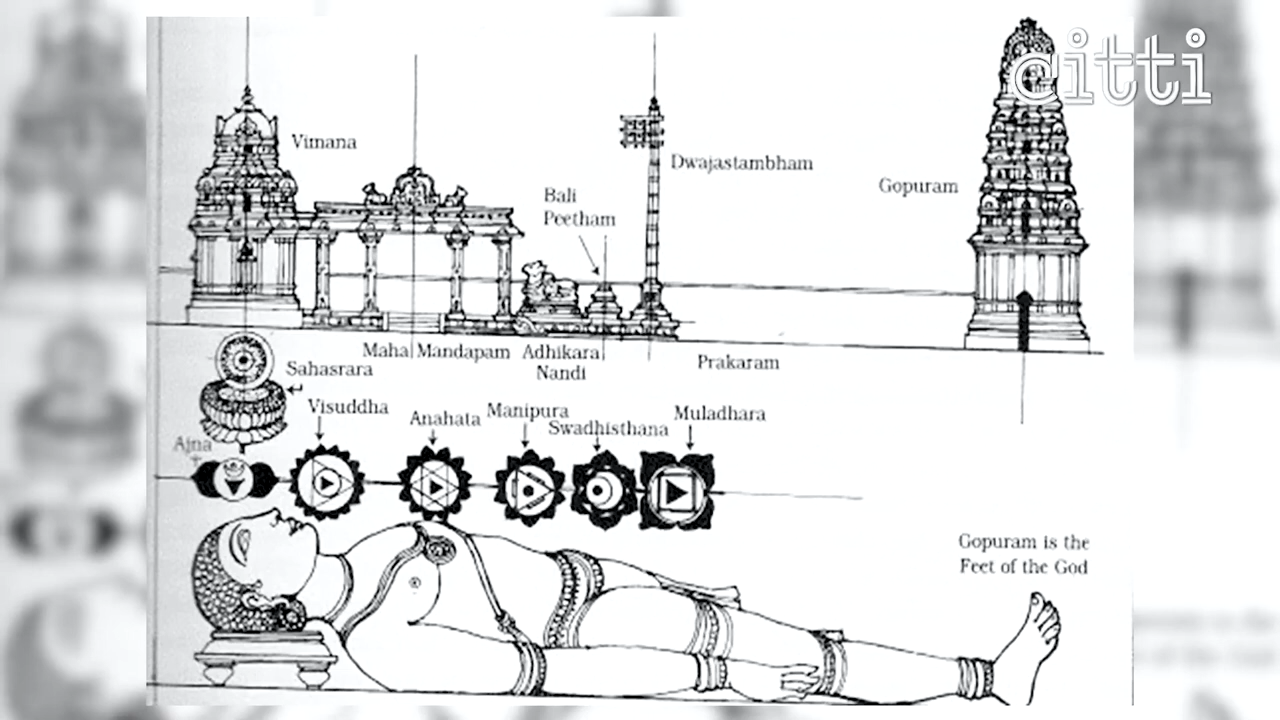 citti
Vimana
Dwajastambham
Gopuram
Bali
Peetham
Maha Mandapam
Adhikara
Nandi
Prakaram
Sahasrara
Visuddha
Anahata
Manipura
Swadhisthana
Muladhara
Ajna
Gopuram is the
Feet of the God